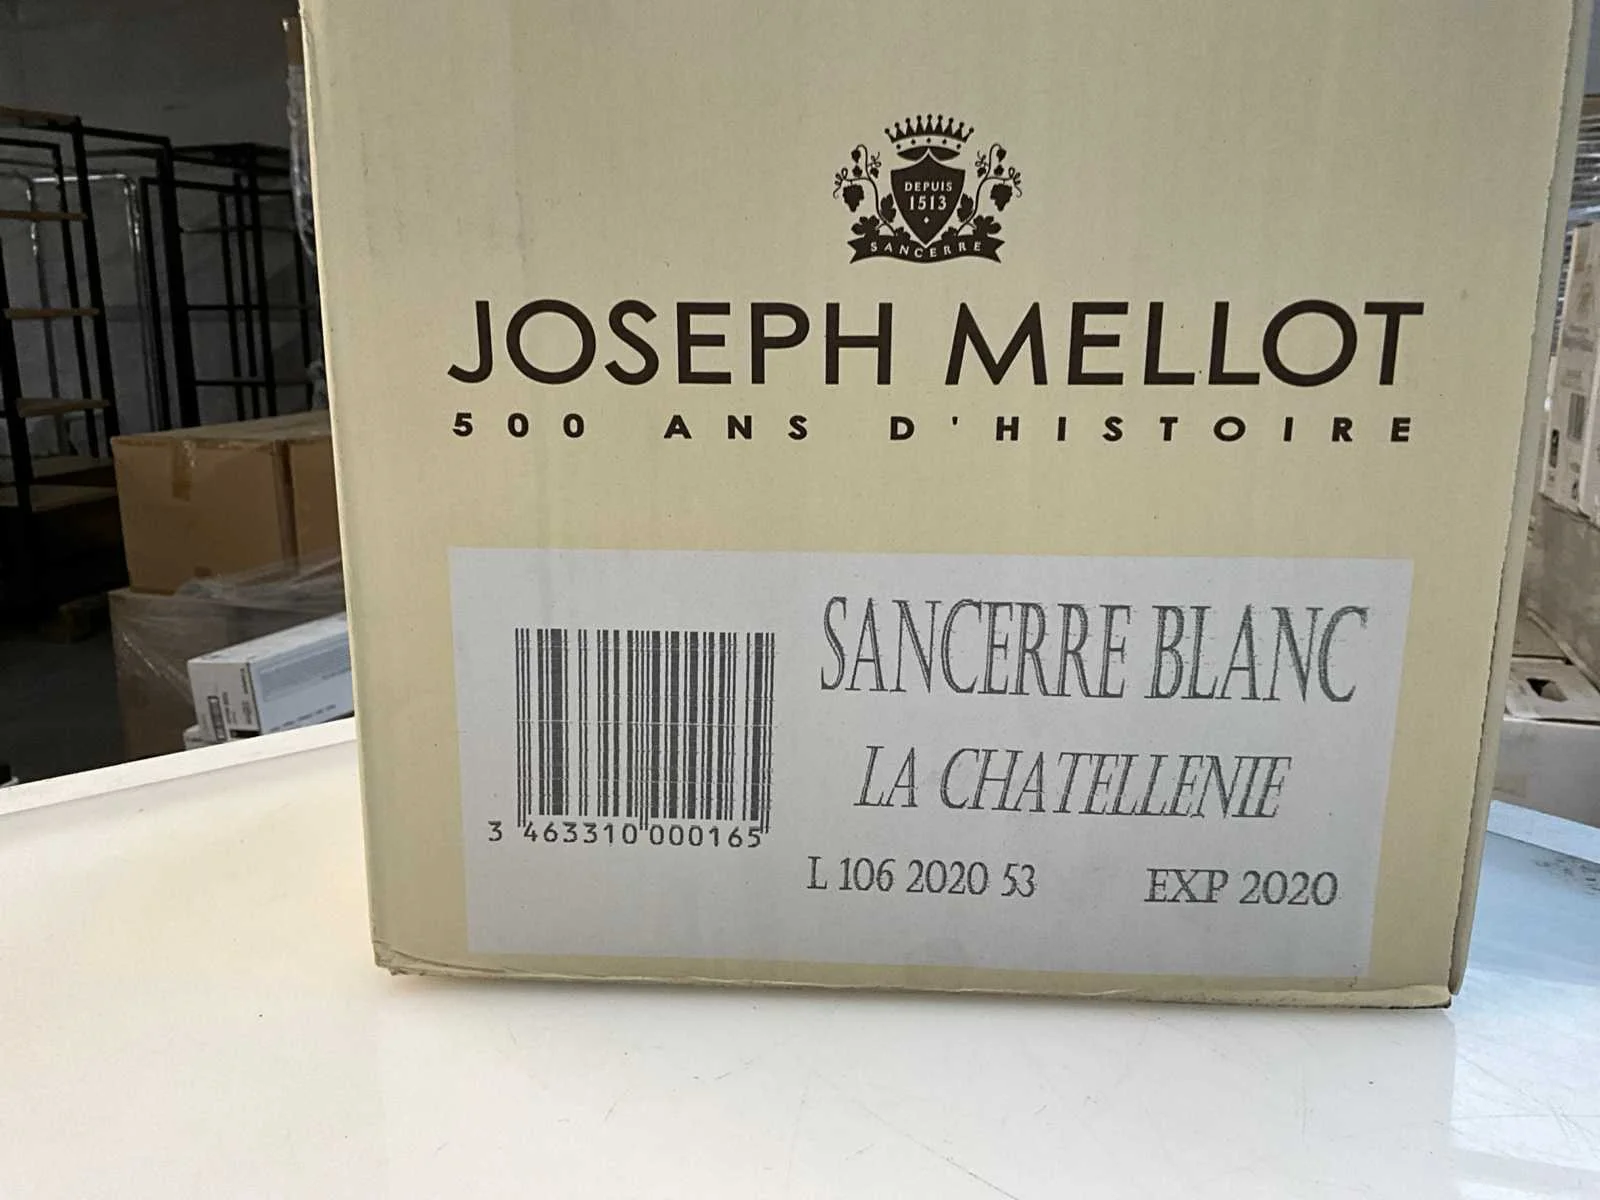 DEPUIS
1513
SANCERRE
JOSEPH MELLOT
500 ANS D'HISTOIRE
SANCERRE BLANC
LA CHATELLENIE
3 463310 000165
L 106 2020 53 EXP 2020